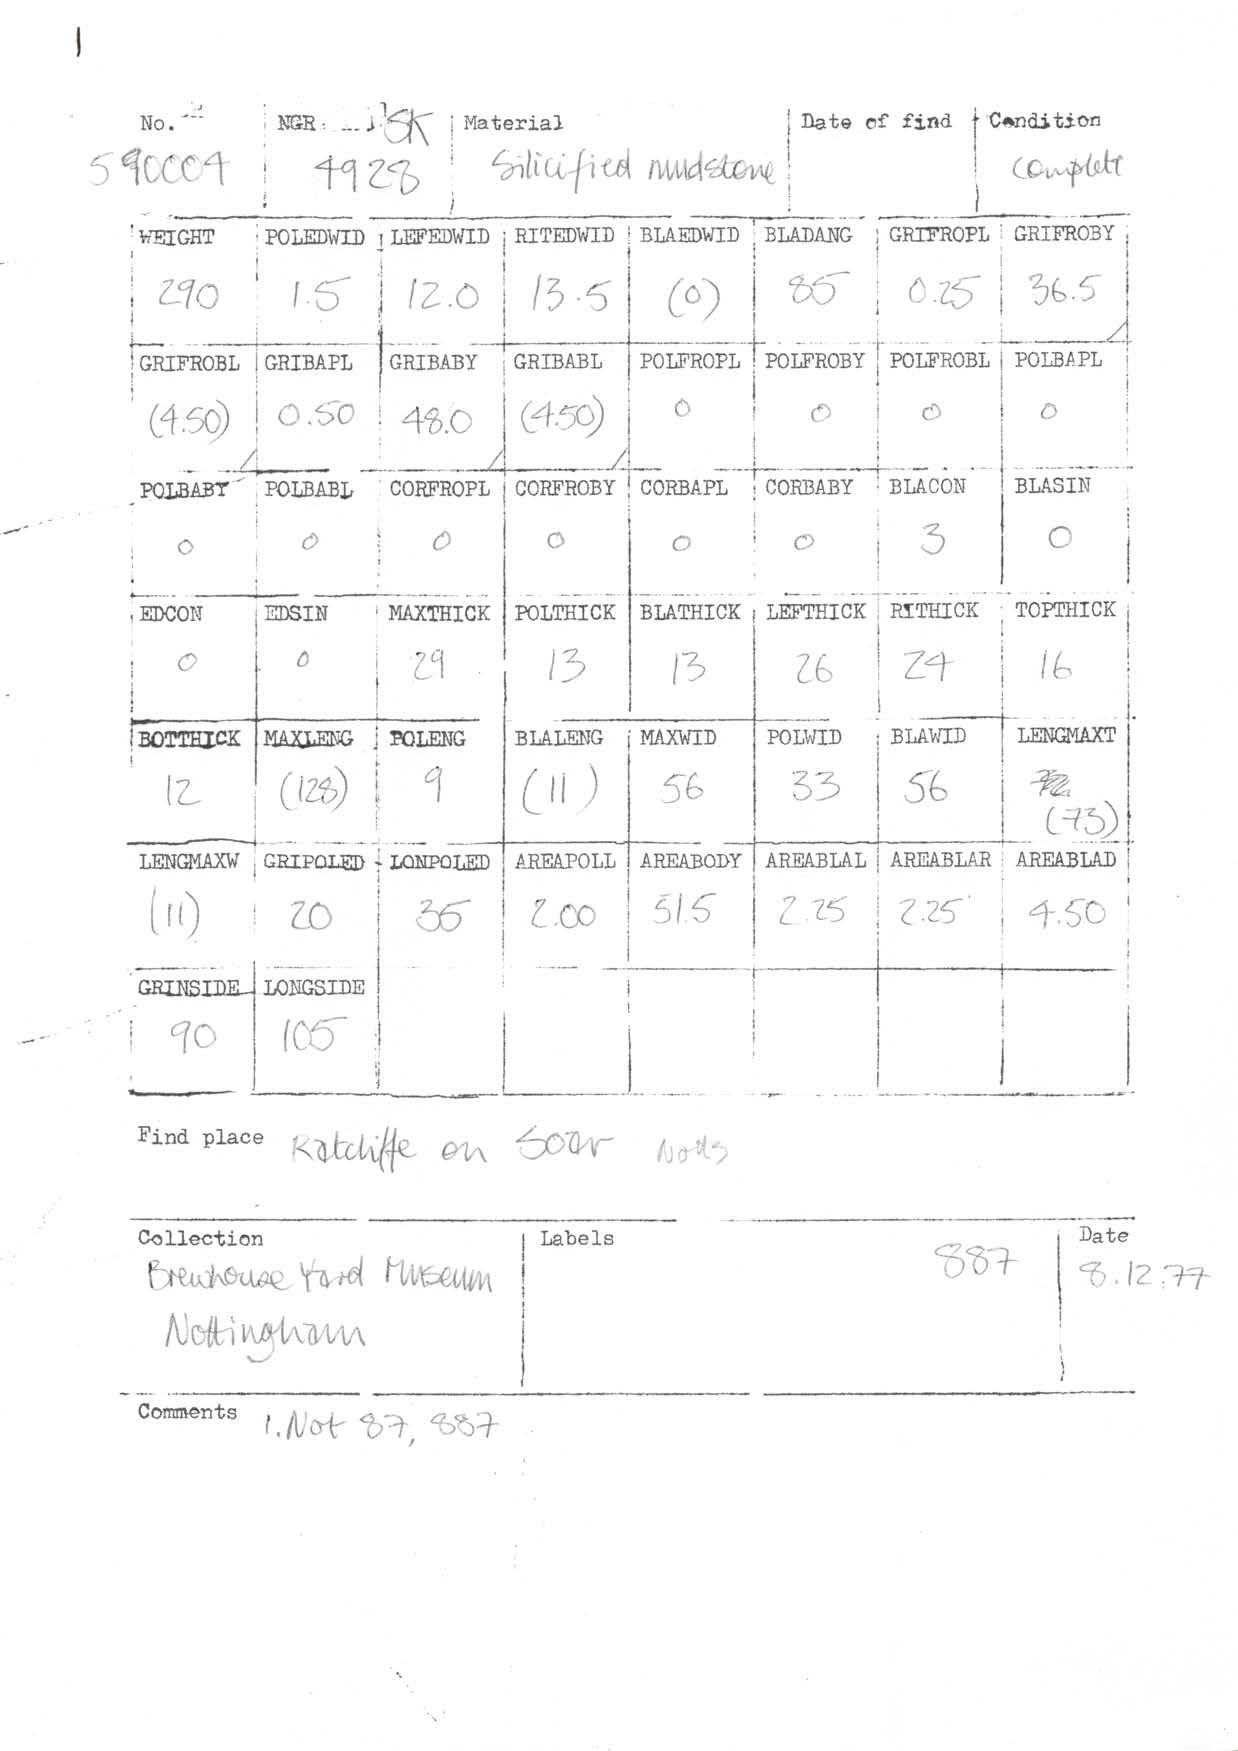 1
No. NGR SK Material Date of find Condition
590004 4928 Silicified mudstone complete
WEIGHT POLEDWID LEFEDWID RITEDWID BLAEDWID BLADANG GRIFROPL GRIFROBY
290 1.5 12.0 13.5 (0) 85 0.25 36.5
GRIFROBL GRIBAPL GRIBABY GRIBABL POLFROPL POLFROBY POLFROBL POLBAPL
(4.50) 0.50 48.0 (4.50) 0 0 0 0
POLBABY POLBABL CORFROPL CORFROBY CORBAPL CORBABY BLACON BLASIN
0 0 0 0 0 0 3 0
EDCON EDSIN MAXTHICK POLTHICK BLATHICK LEFTHICK RITHICK TOPTHICK
0 0 29 13 13 26 24 16
BOTTHICK MAXLENG POLENG BLALENG MAXWID POLWID BLAWID LENGMAXT
12 (128) 9 (11) 56 33 56 (73)
LENGMAXW GRIPOLED LONPOLED AREAPOLL AREABODY AREABLAL AREABLAR AREABLAD
(11) 20 35 2.00 51.5 2.25 2.25 4.50
GRINSIDE LONGSIDE
90 105
Find place Ratcliffe on Soar Notts
Collection Labels Date
Brewhouse Yard Museum 887 8.12.77
Nottingham
Comments 1. Not 87, 887